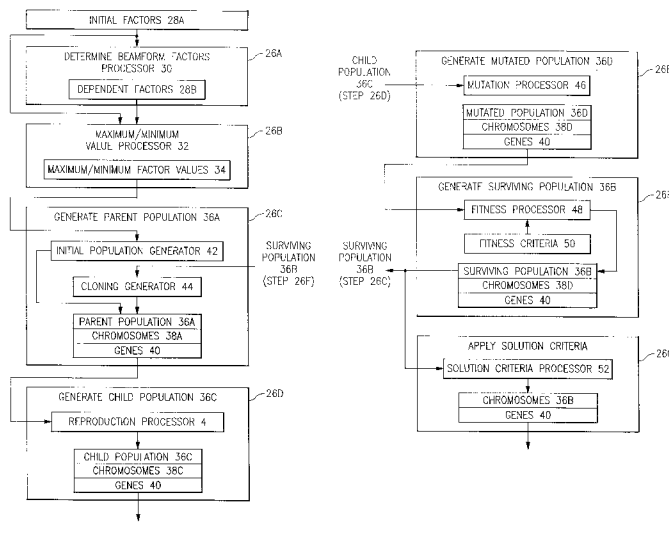 INITIAL FACTORS 28A
26A
DETERMINE BEAMFORM FACTORS
PROCESSOR 30
DEPENDENT FACTORS 28B
26B
MAXIMUM/MINIMUM
VALUE PROCESSOR 32
MAXIMUM/MINIMUM FACTOR VALUES 34
26C
GENERATE PARENT POPULATION 36A
INITIAL POPULATION GENERATOR 42
SURVIVING
POPULATION
36B
(STEP 26F)
CLONING GENERATOR 44
PARENT POPULATION 36A
CHROMOSOMES 38A
GENES 40
26D
GENERATE CHILD POPULATION 36C
REPRODUCTION PROCESSOR 4
CHILD POPULATION 36C
CHROMOSOMES 38C
GENES 40
CHILD
POPULATION
36C
(STEP 26D)
GENERATE MUTATED POPULATION 36D
MUTATION PROCESSOR 46
MUTATED POPULATION 36D
CHROMOSOMES 38D
GENES 40
GENERATE SURVIVING POPULATION 36B
FITNESS PROCESSOR 48
FITNESS CRITERIA 50
SURVIVING
POPULATION
36B
(STEP 26C)
SURVIVING POPULATION 36B
CHROMOSOMES 38D
GENES 40
APPLY SOLUTION CRITERIA
SOLUTION CRITERIA PROCESSOR 52
CHROMOSOMES 36B
GENES 40